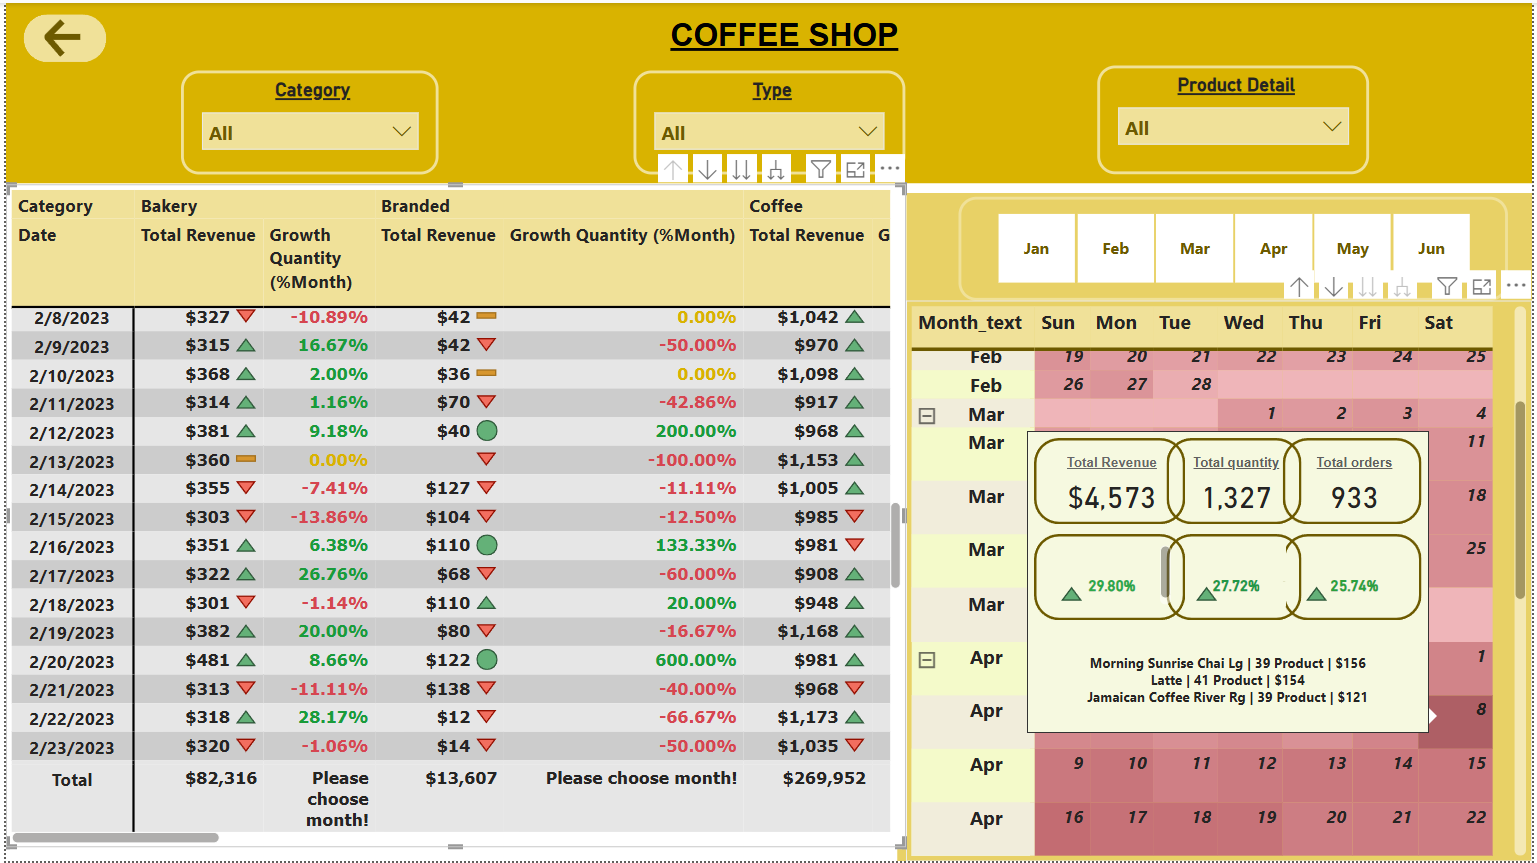 COFFEE SHOP
Category
Type
Product Detail
All
All
All
Category Bakery Branded Coffee
Date Total Revenue Growth Quantity (%Month) Total Revenue Growth Quantity (%Month) Total Revenue G
2/8/2023 $327 -10.89% $42 0.00% $1,042
2/9/2023 $315 16.67% $42 -50.00% $970
2/10/2023 $368 2.00% $36 0.00% $1,098
2/11/2023 $314 1.16% $70 -42.86% $917
2/12/2023 $381 9.18% $40 200.00% $968
2/13/2023 $360 0.00% -100.00% $1,153
2/14/2023 $355 -7.41% $127 -11.11% $1,005
2/15/2023 $303 -13.86% $104 -12.50% $985
2/16/2023 $351 6.38% $110 133.33% $981
2/17/2023 $322 26.76% $68 -60.00% $908
2/18/2023 $301 -1.14% $110 20.00% $948
2/19/2023 $382 20.00% $80 -16.67% $1,168
2/20/2023 $481 8.66% $122 600.00% $981
2/21/2023 $313 -11.11% $138 -40.00% $968
2/22/2023 $318 28.17% $12 -66.67% $1,173
2/23/2023 $320 -1.06% $14 -50.00% $1,035
Total $82,316 Please choose month! $13,607 Please choose month! $269,952
Jan Feb Mar Apr May Jun
Month_text Sun Mon Tue Wed Thu Fri Sat
Feb 19 20 21 22 23 24 25
Feb 26 27 28
Mar 1 2 3 4
Mar 11
Mar 18
Mar 25
Mar
Apr 1
Apr 8
Apr 9 10 11 12 13 14 15
Apr 16 17 18 19 20 21 22
Total Revenue Total quantity Total orders
$4,573 1,327 933
29.80% 27.72% 25.74%
Morning Sunrise Chai Lg | 39 Product | $156
Latte | 41 Product | $154
Jamaican Coffee River Rg | 39 Product | $121